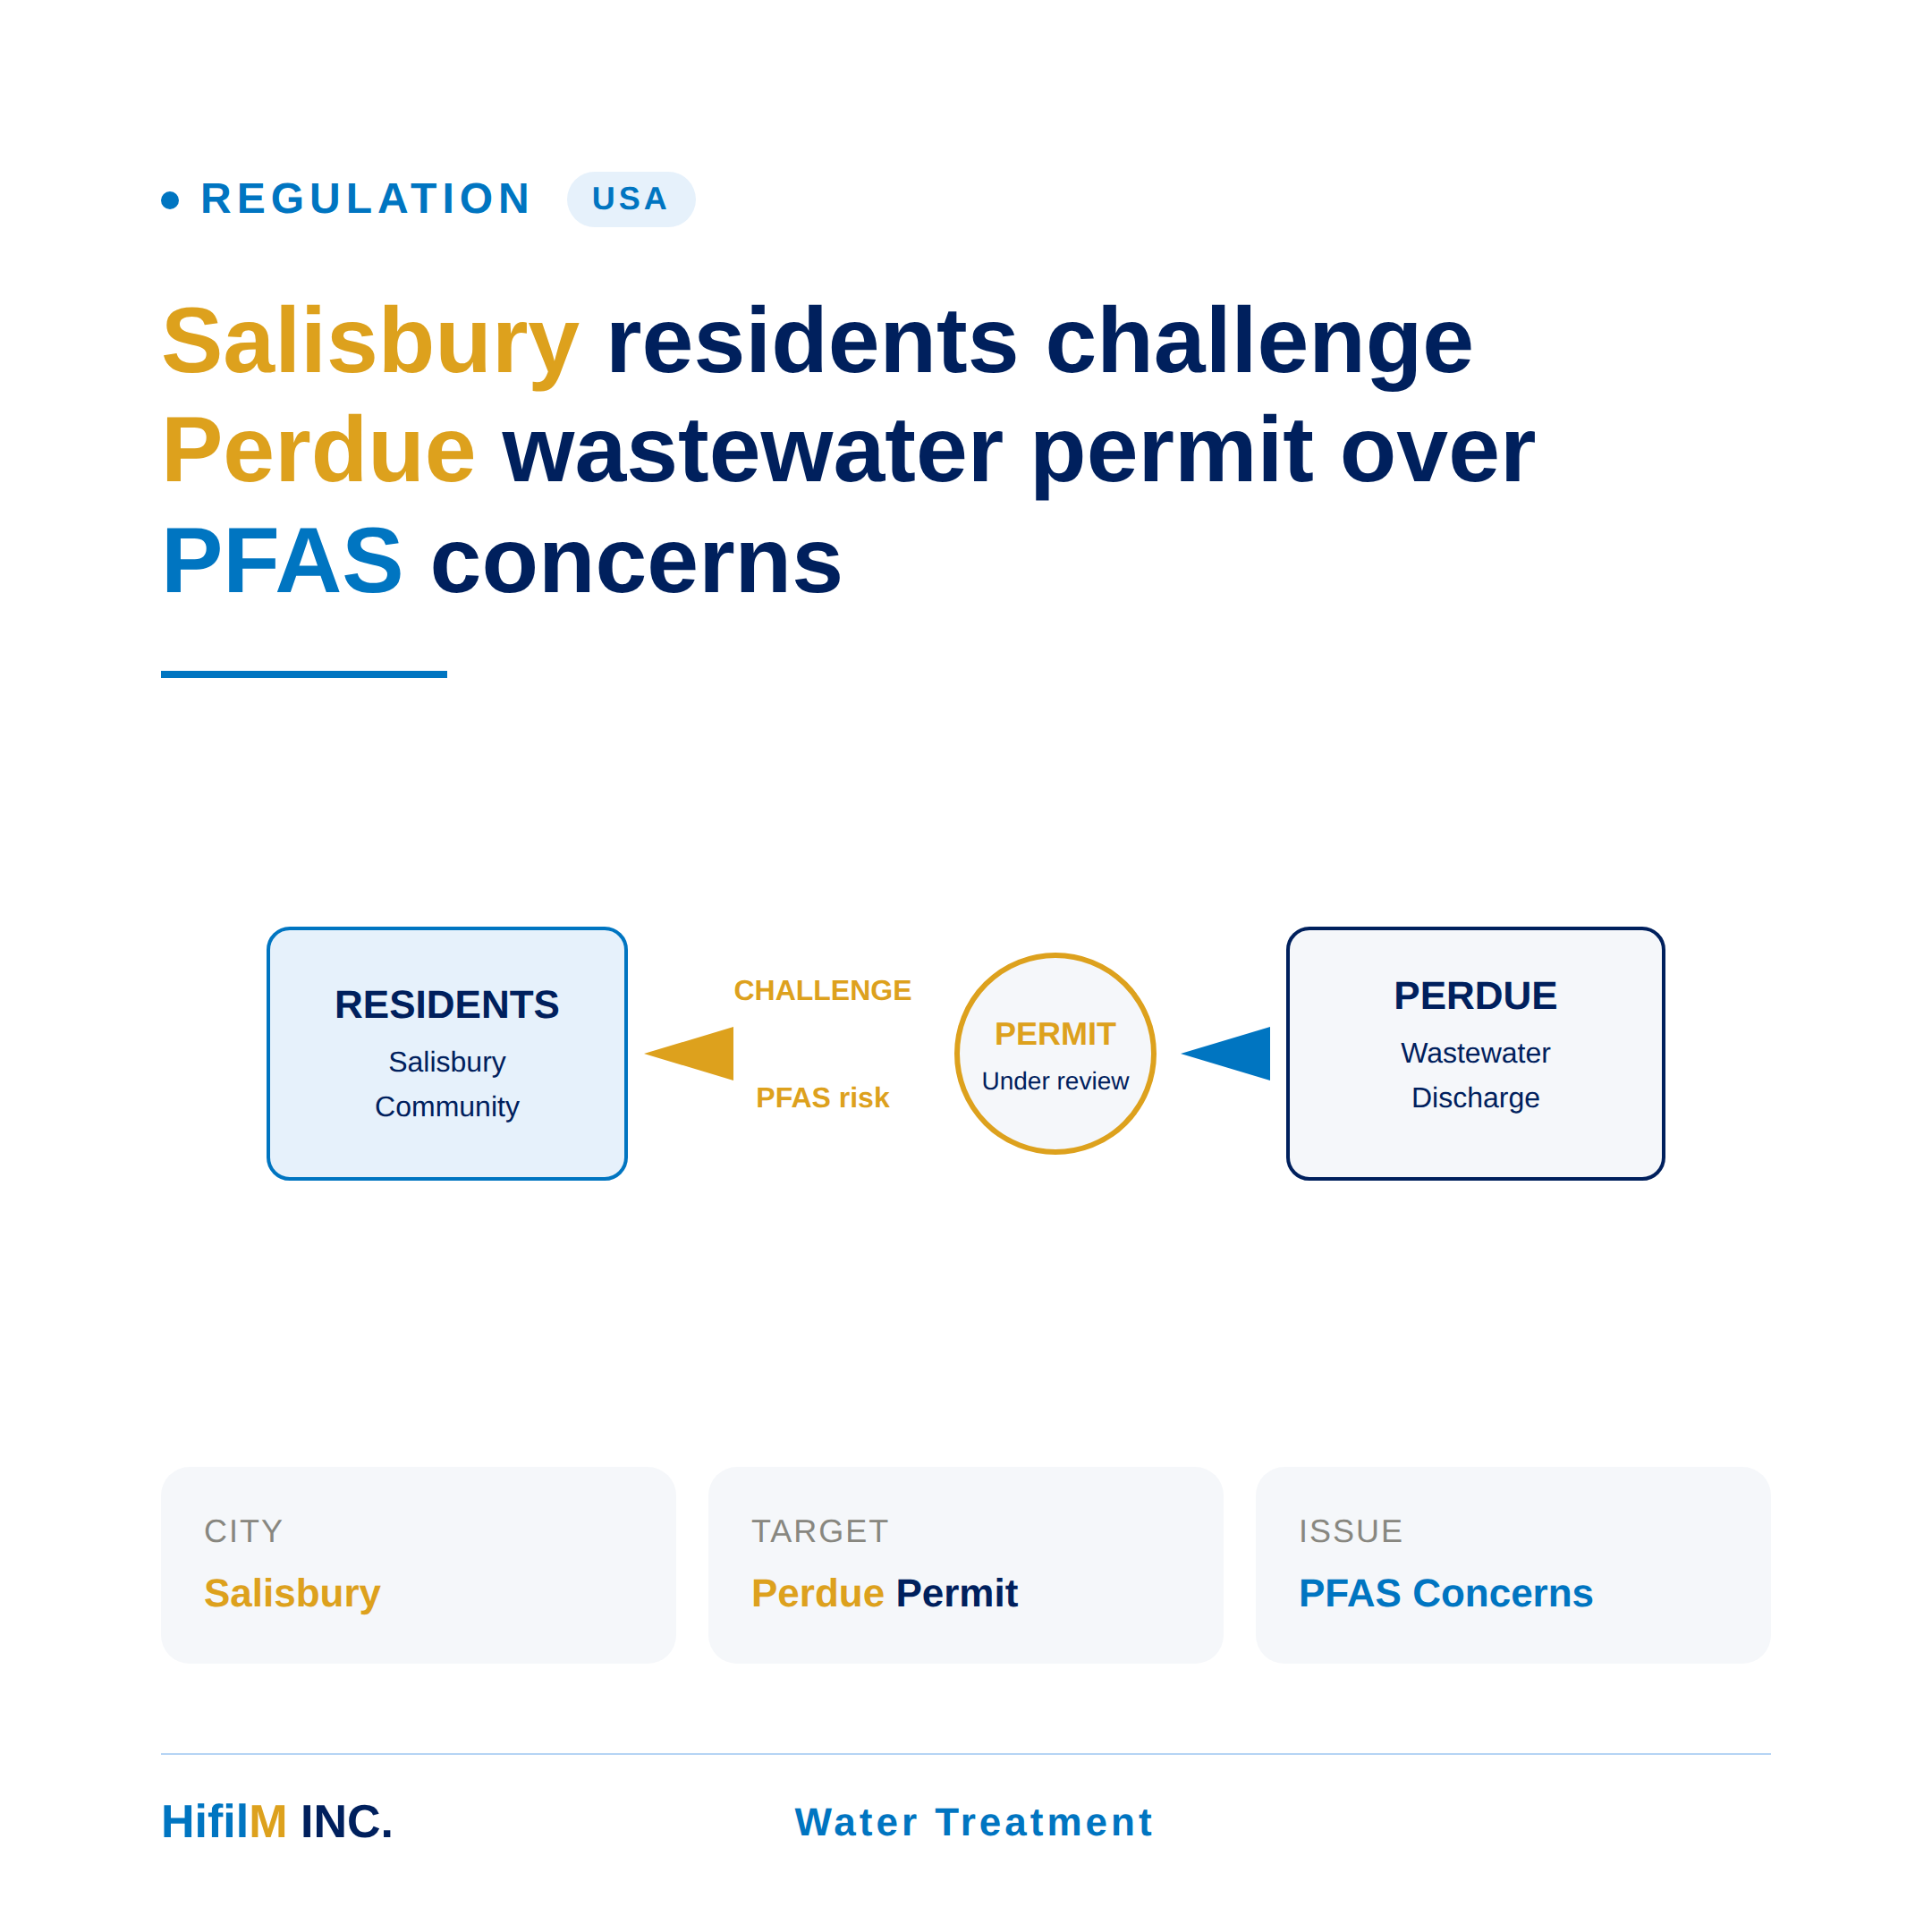 REGULATION USA
Salisbury residents challenge
Perdue wastewater permit over
PFAS concerns
RESIDENTS
Salisbury
Community
CHALLENGE
PFAS risk
PERMIT
Under review
PERDUE
Wastewater
Discharge
CITY
Salisbury
TARGET
Perdue Permit
ISSUE
PFAS Concerns
HifilM INC.
Water Treatment